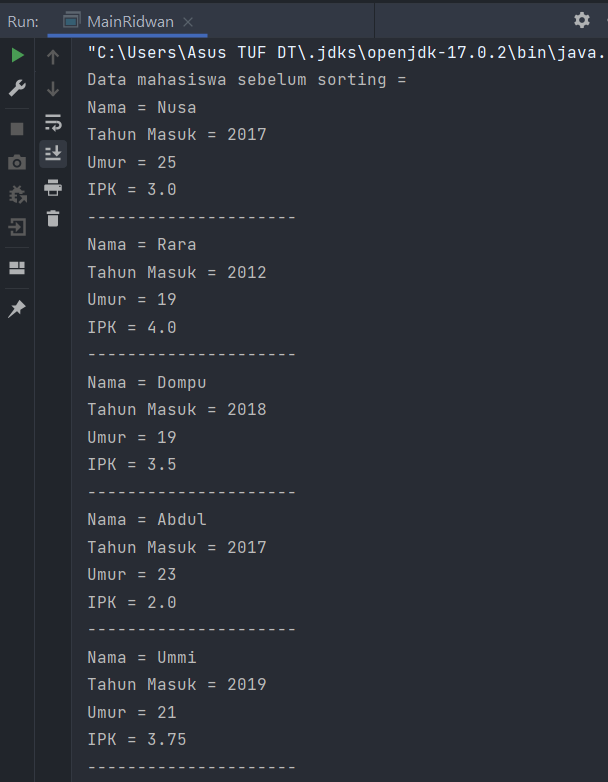 Run: MainRidwan
"C:\Users\Asus TUF DT\.jdks\openjdk-17.0.2\bin\java.
Data mahasiswa sebelum sorting =
Nama = Nusa
Tahun Masuk = 2017
Umur = 25
IPK = 3.0
---------------------
Nama = Rara
Tahun Masuk = 2012
Umur = 19
IPK = 4.0
---------------------
Nama = Dompu
Tahun Masuk = 2018
Umur = 19
IPK = 3.5
---------------------
Nama = Abdul
Tahun Masuk = 2017
Umur = 23
IPK = 2.0
---------------------
Nama = Ummi
Tahun Masuk = 2019
Umur = 21
IPK = 3.75
---------------------